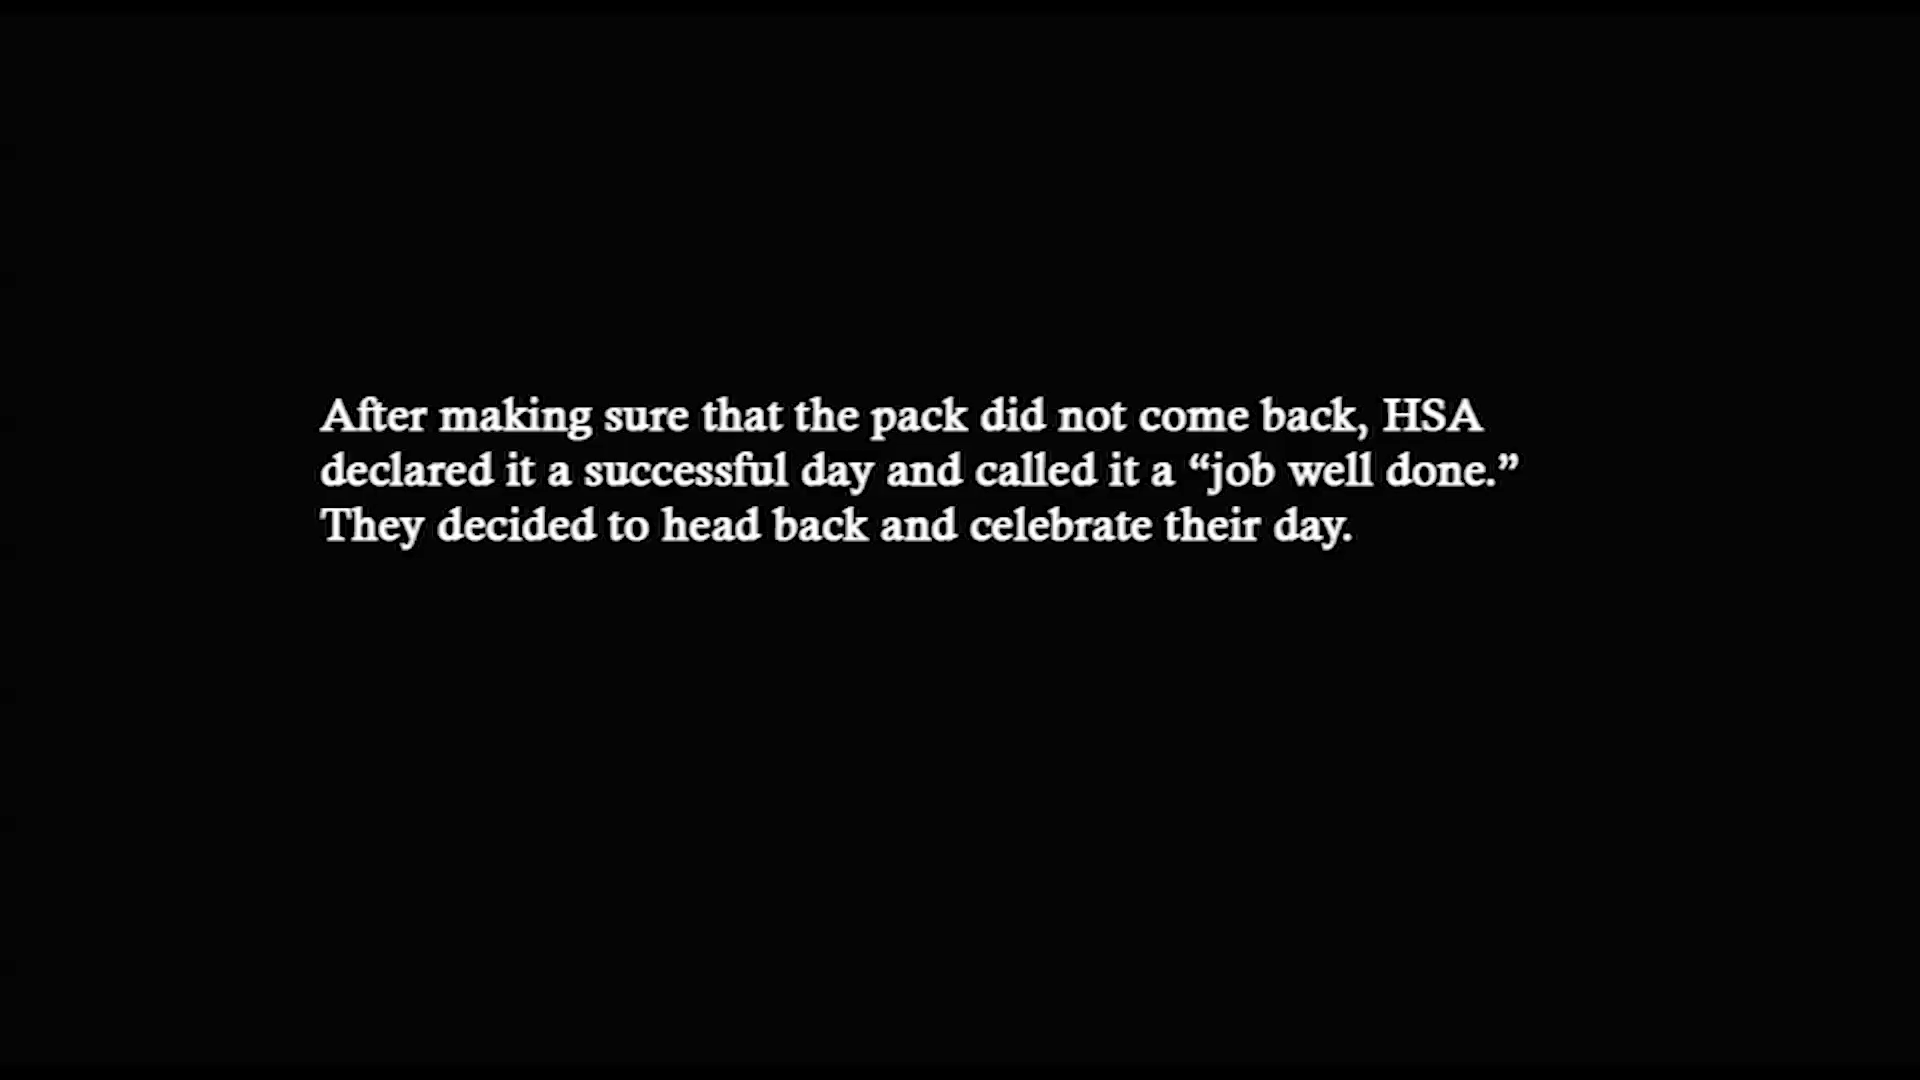 After making sure that the pack did not come back, HSA
declared it a successful day and called it a “job well done.”
They decided to head back and celebrate their day.